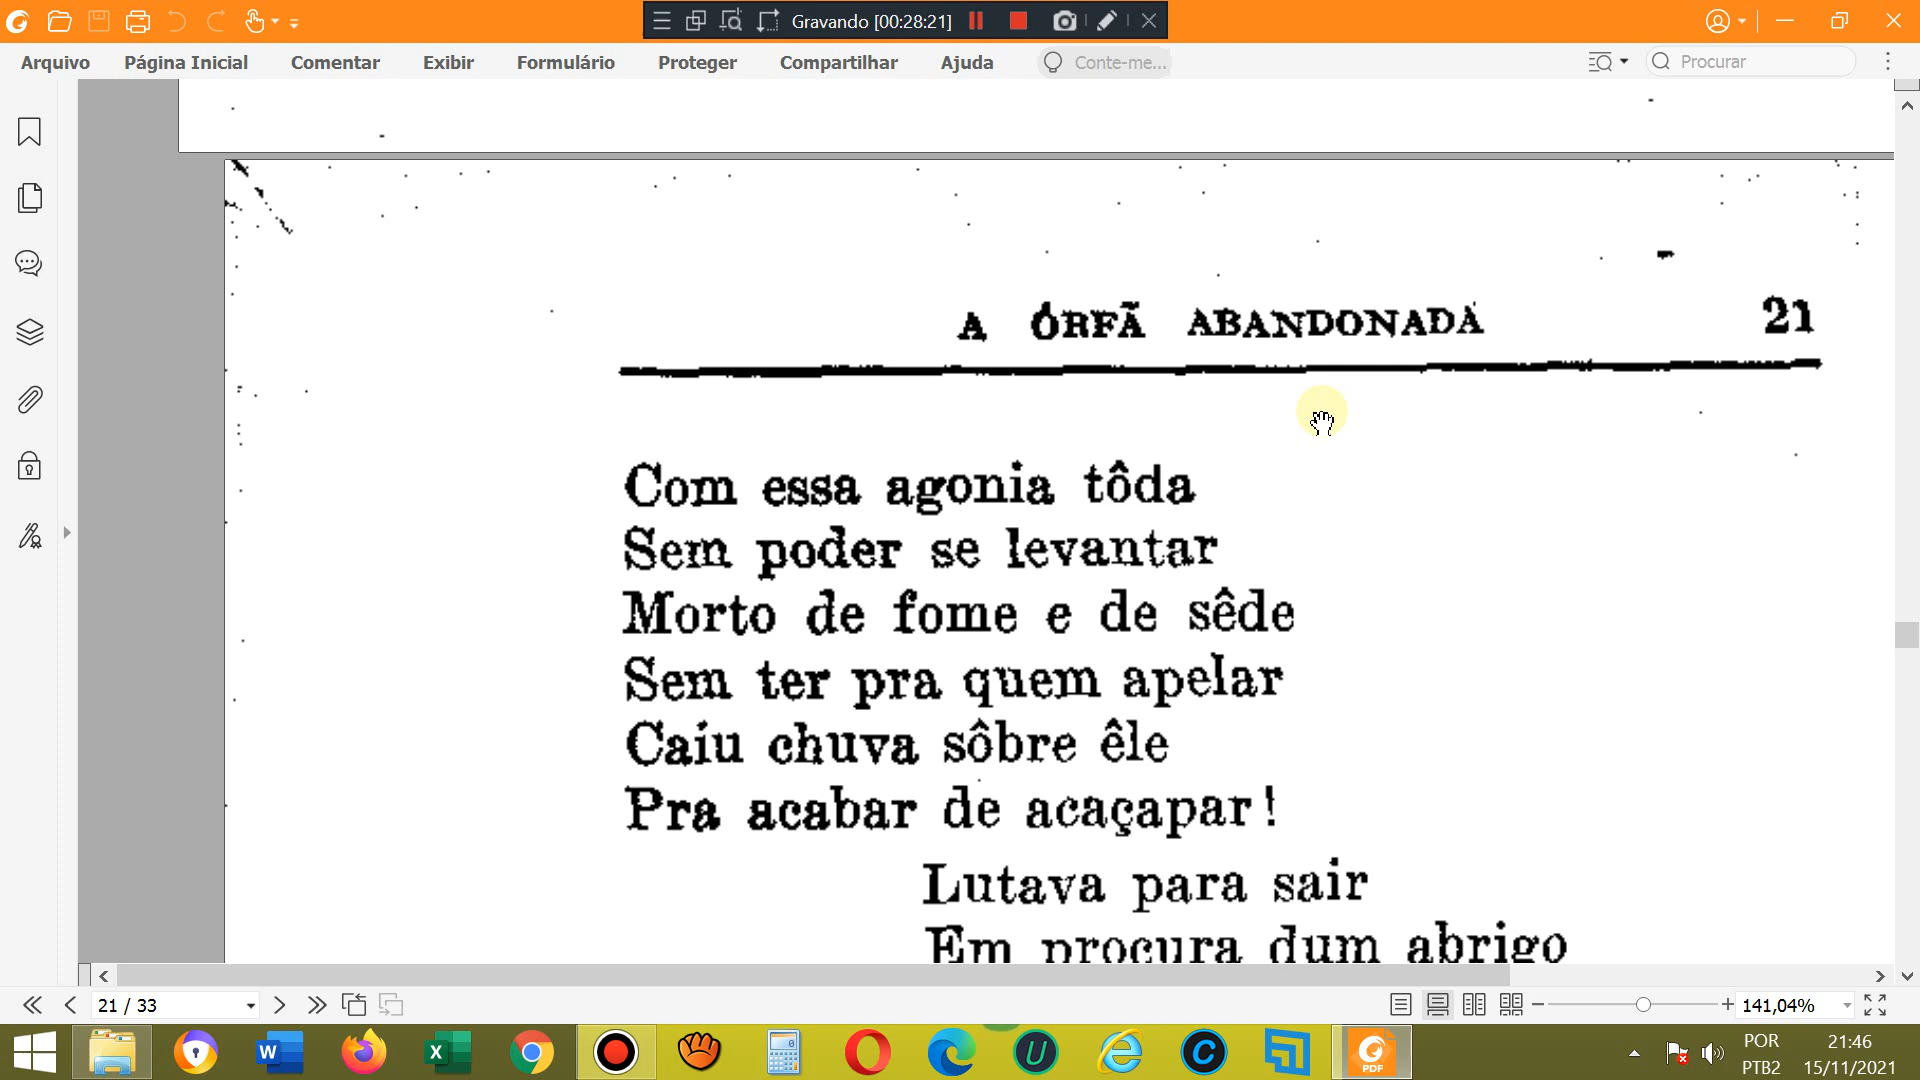 Gravando [00:28:21]
Arquivo Página Inicial Comentar Exibir Formulário Proteger Compartilhar Ajuda Conte-me... Procurar
A ÓRFÃ ABANDONADA 21
Com essa agonia tôda
Sem poder se levantar
Morto de fome e de sêde
Sem ter pra quem apelar
Caiu chuva sôbre êle
Pra acabar de acaçapar!
Lutava para sair
Em procura dum abrigo
21 / 33
141,04%
PDF
POR
PTB2
21:46
15/11/2021